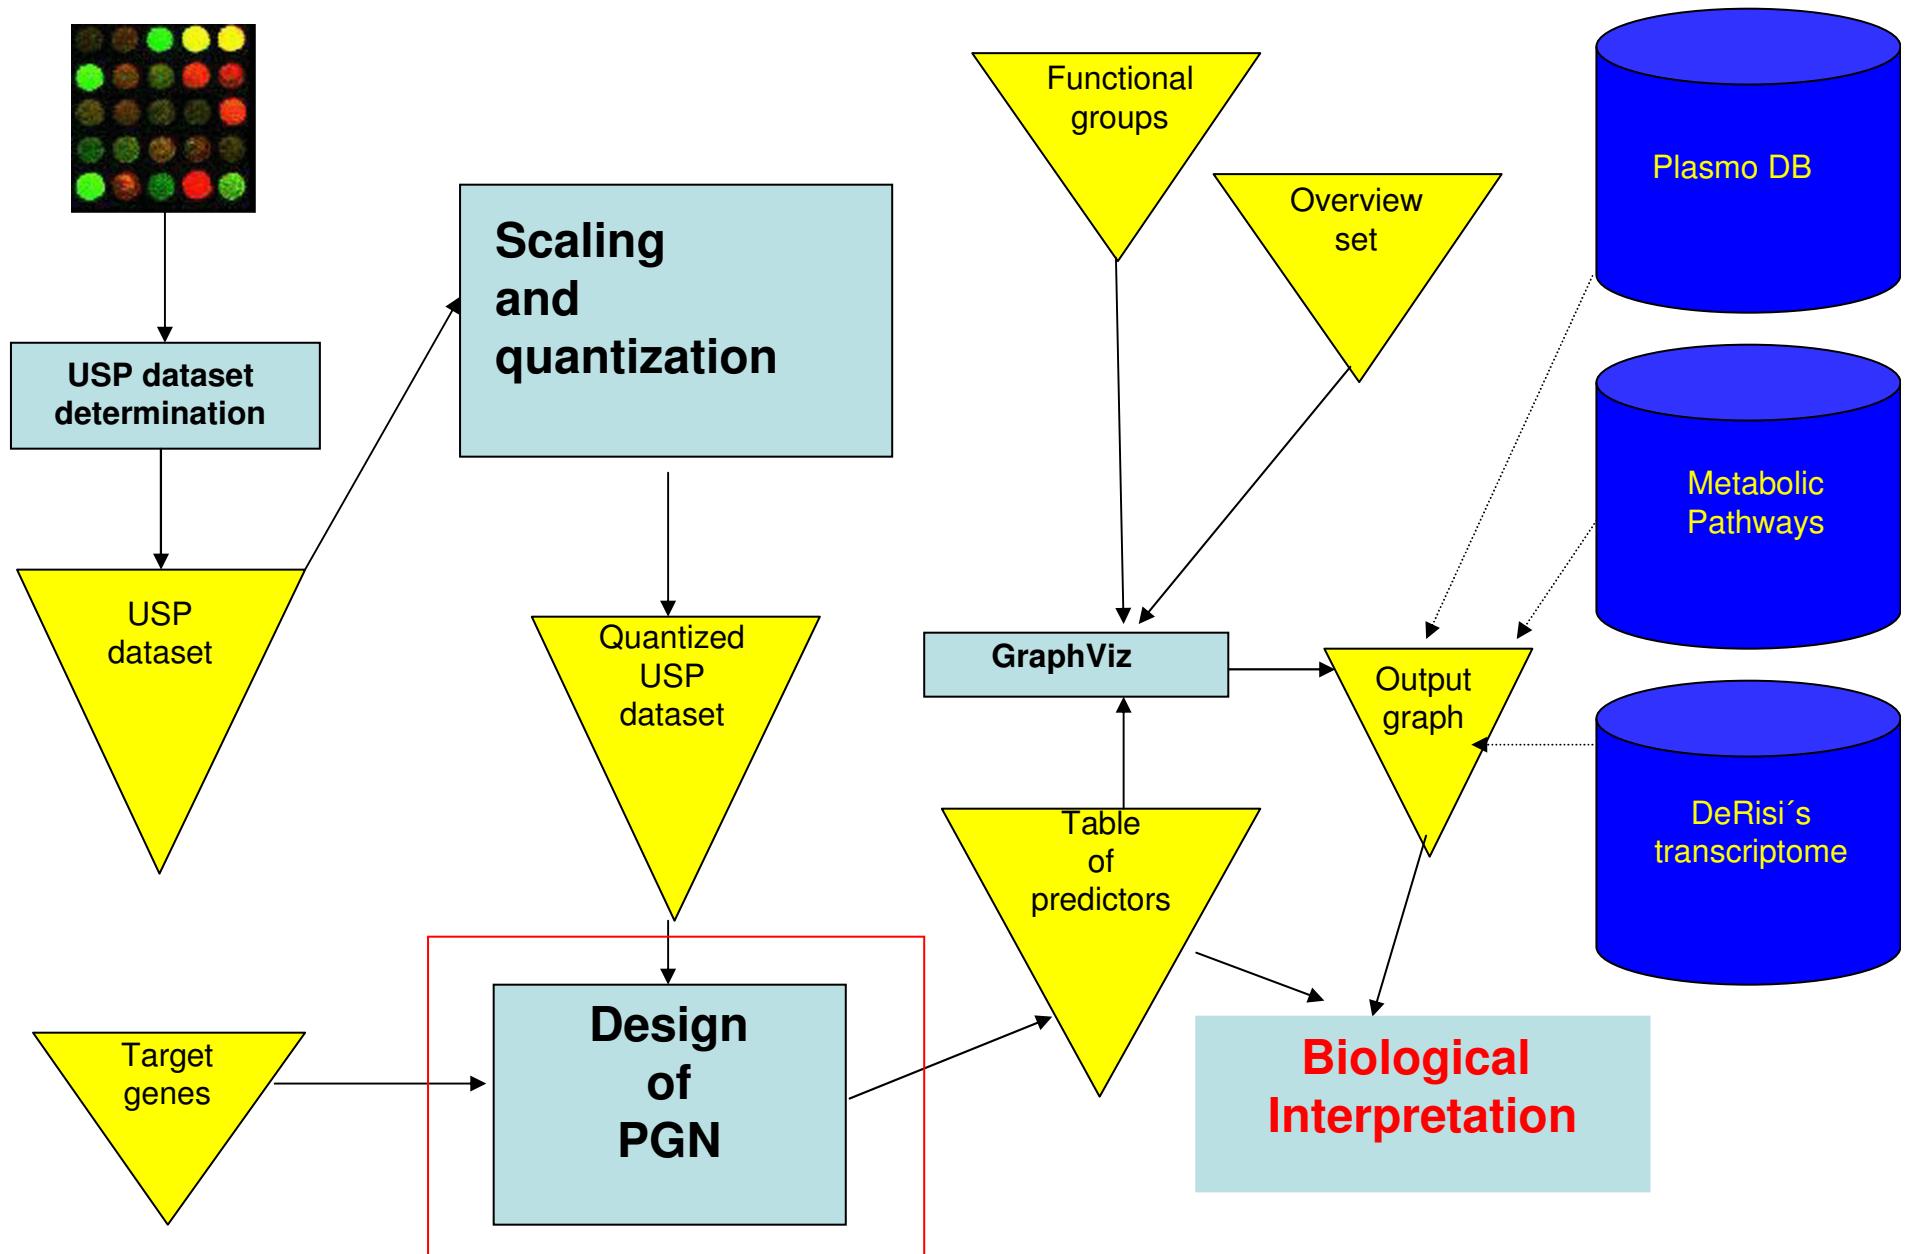 USP dataset
determination
USP
dataset
Scaling
and
quantization
Quantized
USP
dataset
Target
genes
Design
of
PGN
Functional
groups
Overview
set
GraphViz
Output
graph
Table
of
predictors
Biological
Interpretation
Plasmo DB
Metabolic
Pathways
DeRisi´s
transcriptome